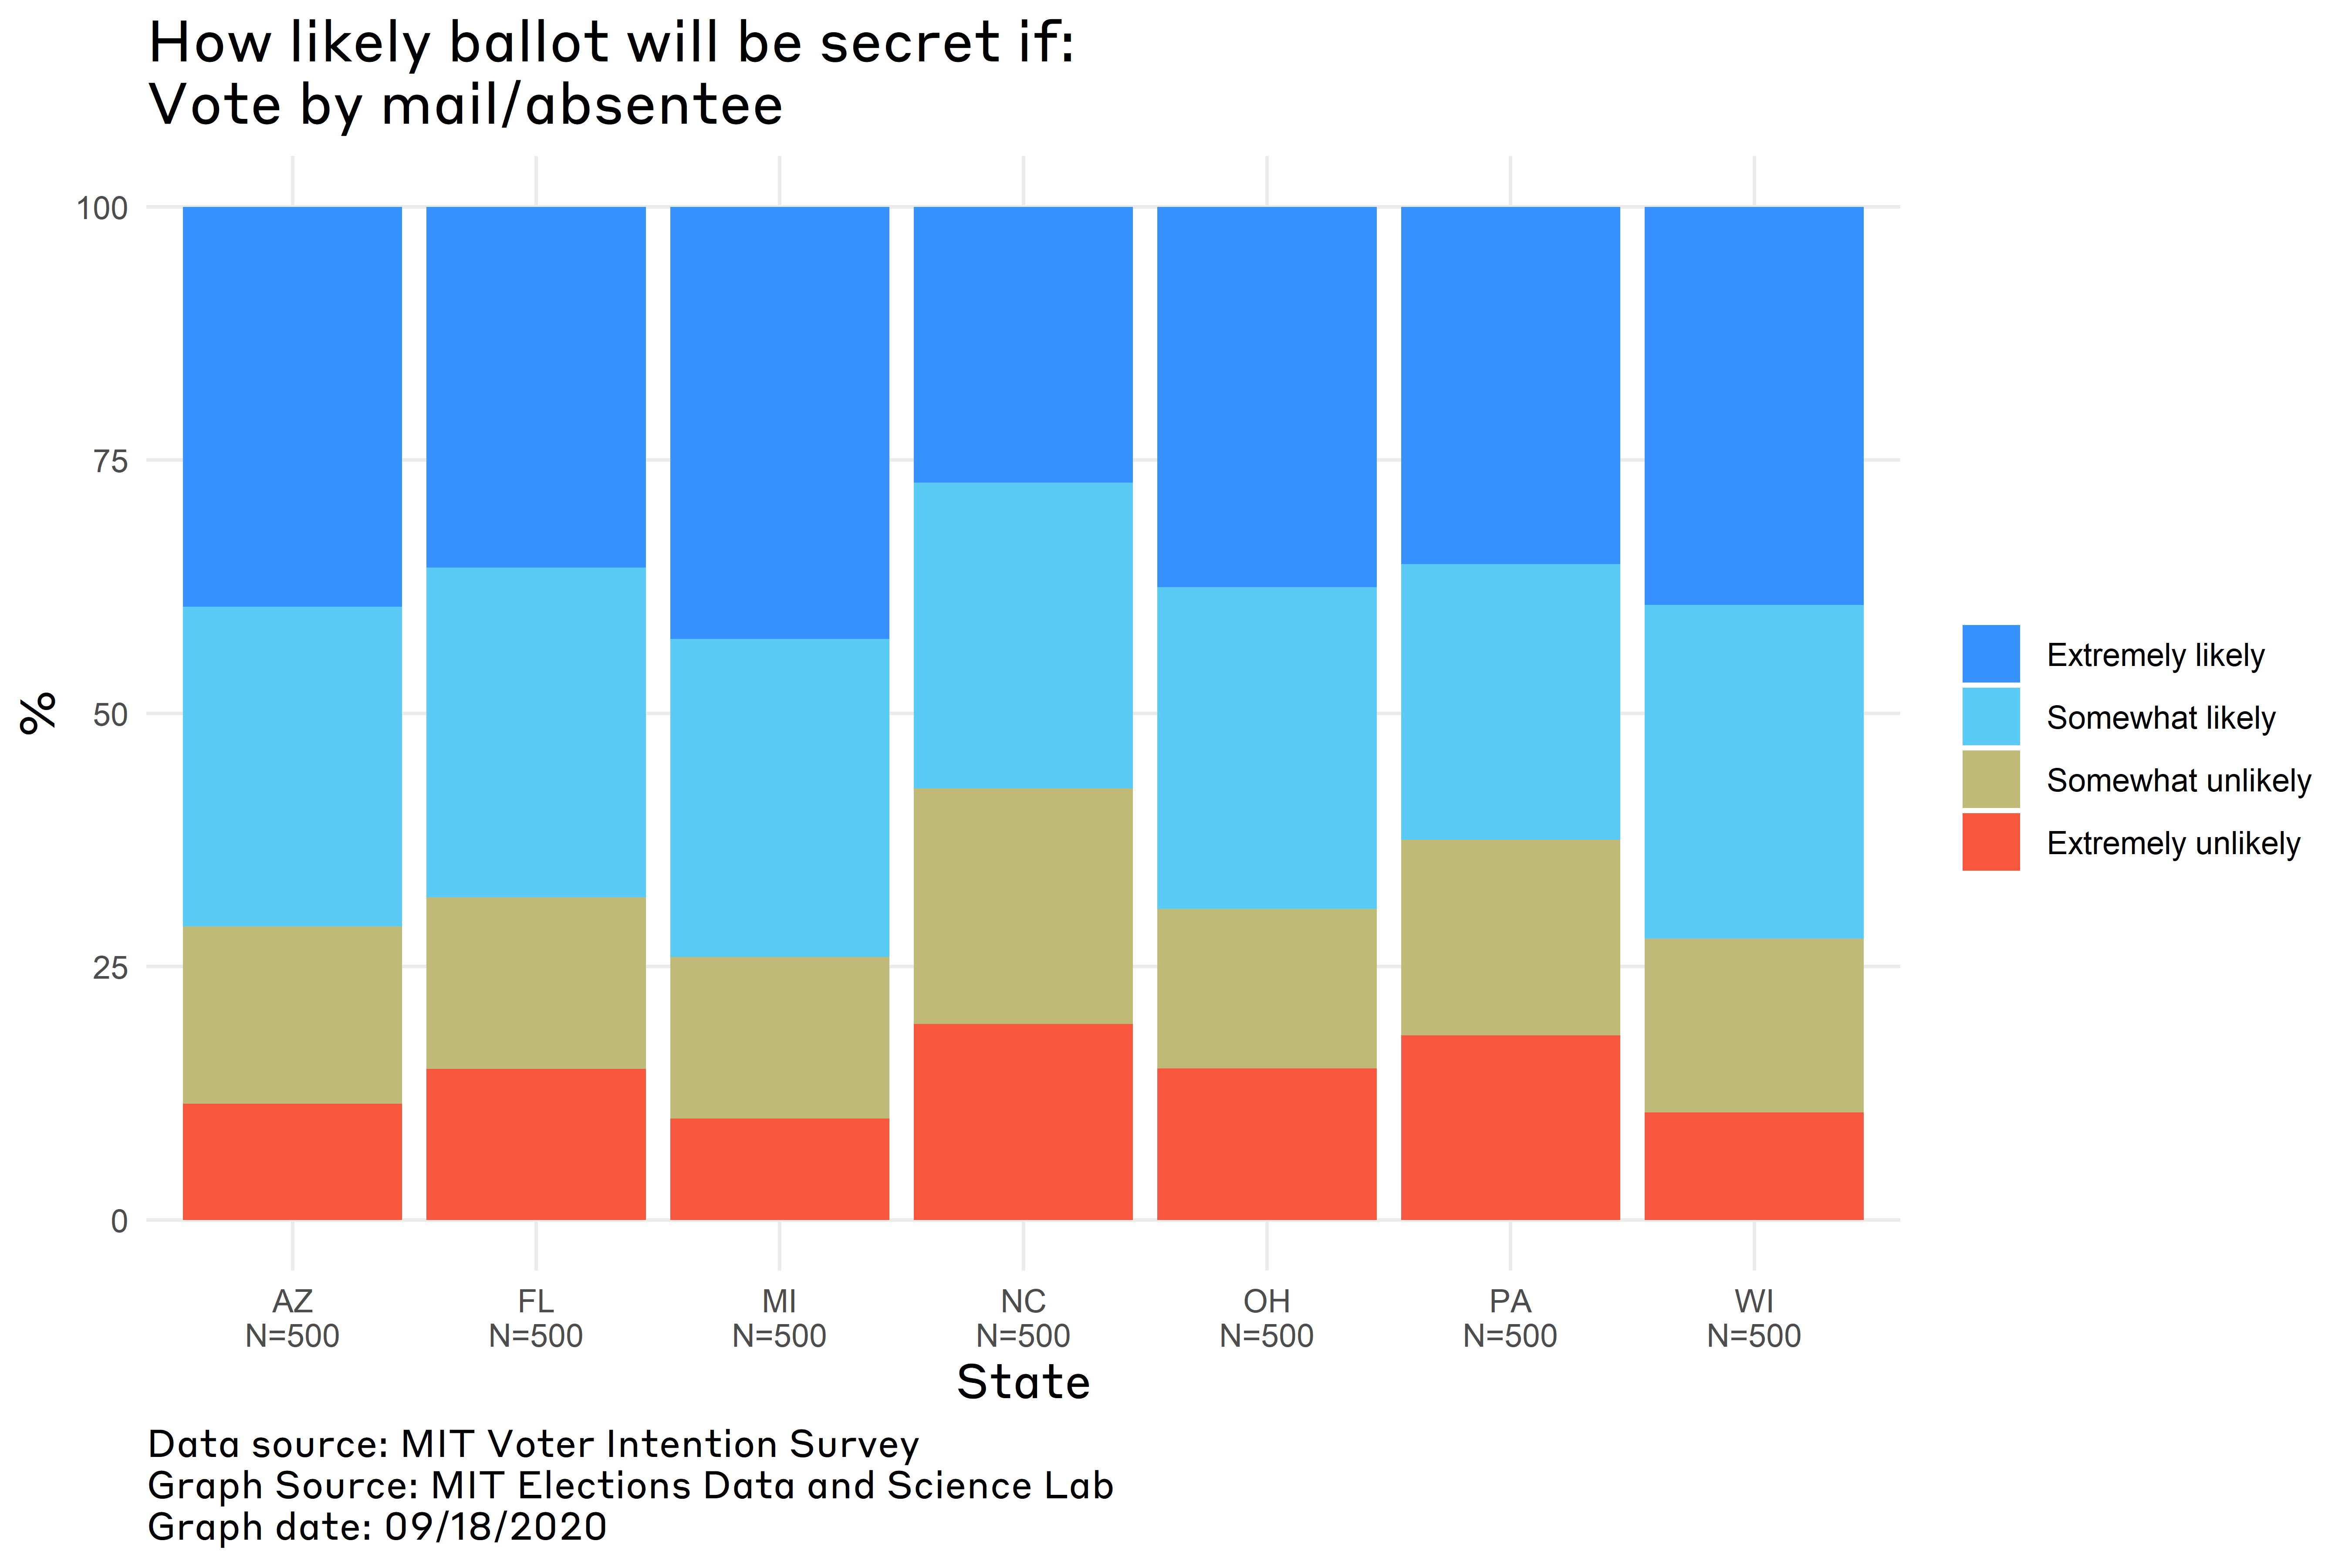 How likely ballot will be secret if:
Vote by mail/absentee
100
75
50
25
0
%
Extremely likely
Somewhat likely
Somewhat unlikely
Extremely unlikely
AZ FL MI NC OH PA WI
N=500 N=500 N=500 N=500 N=500 N=500 N=500
State
Data source: MIT Voter Intention Survey
Graph Source: MIT Elections Data and Science Lab
Graph date: 09/18/2020